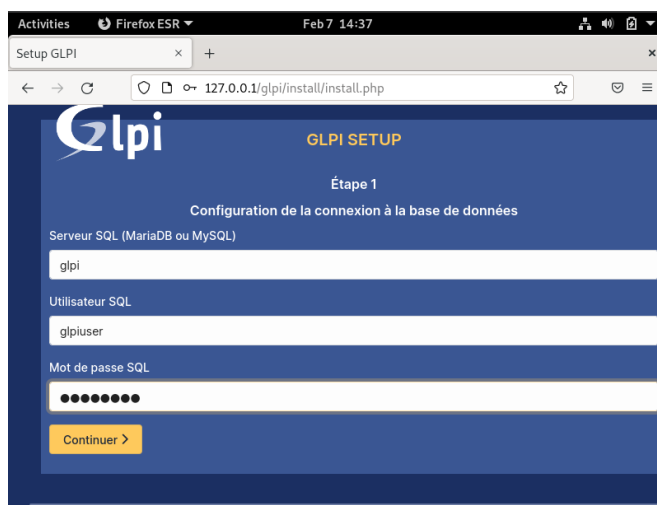 Activities Firefox ESR Feb 7 14:37
Setup GLPI
127.0.0.1/glpi/install/install.php
Glpi
GLPI SETUP
Étape 1
Configuration de la connexion à la base de données
Serveur SQL (MariaDB ou MySQL)
glpi
Utilisateur SQL
glpiuser
Mot de passe SQL
●●●●●●●●
Continuer